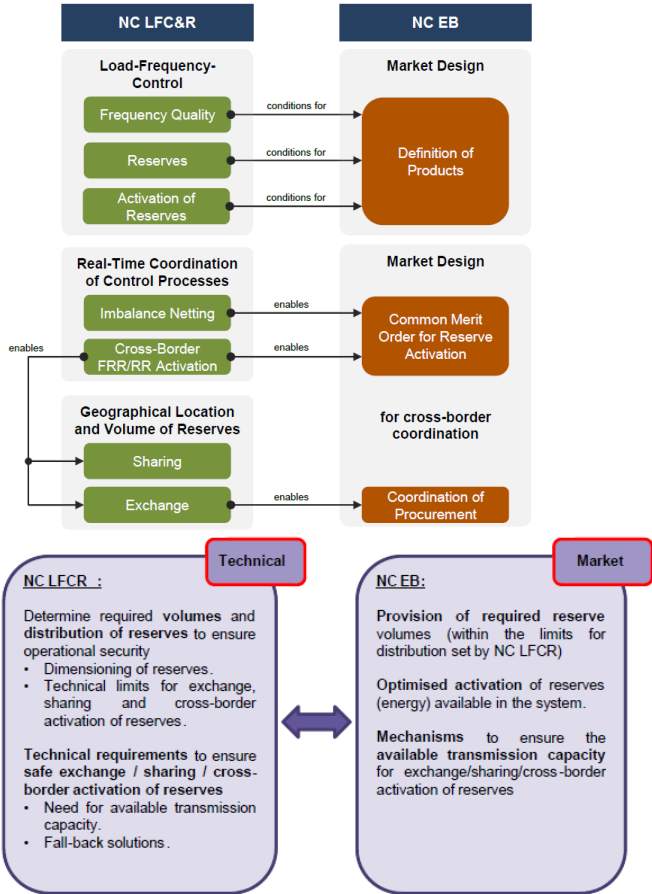 NC LFC&R
NC EB
Load-Frequency-
Control
Market Design
Frequency Quality
conditions for
Reserves
conditions for
Definition of
Products
Activation of
Reserves
conditions for
Real-Time Coordination
of Control Processes
Market Design
Imbalance Netting
enables
Common Merit
Order for Reserve
Activation
enables
Cross-Border
FRR/RR Activation
enables
Geographical Location
and Volume of Reserves
for cross-border
coordination
Sharing
Exchange
enables
Coordination of
Procurement
Technical
NC LFCR :
Determine required volumes and
distribution of reserves to ensure
operational security
• Dimensioning of reserves.
• Technical limits for exchange,
sharing and cross-border
activation of reserves.
Technical requirements to ensure
safe exchange / sharing / cross-
border activation of reserves
• Need for available transmission
capacity.
• Fall-back solutions.
Market
NC EB:
Provision of required reserve
volumes (within the limits for
distribution set by NC LFCR)
Optimised activation of reserves
(energy) available in the system.
Mechanisms to ensure the
available transmission capacity
for exchange/sharing/cross-border
activation of reserves